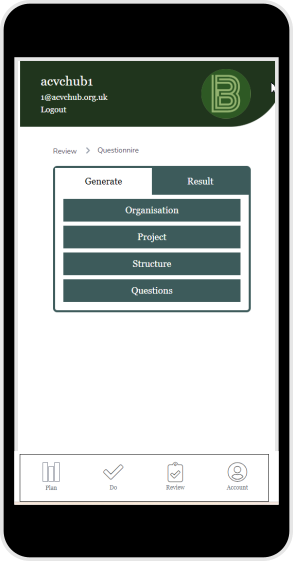 acvchub1
1@acvchub.org.uk
Logout
B
Review > Questionnire
Generate Result
Organisation
Project
Structure
Questions
Plan Do Review Account